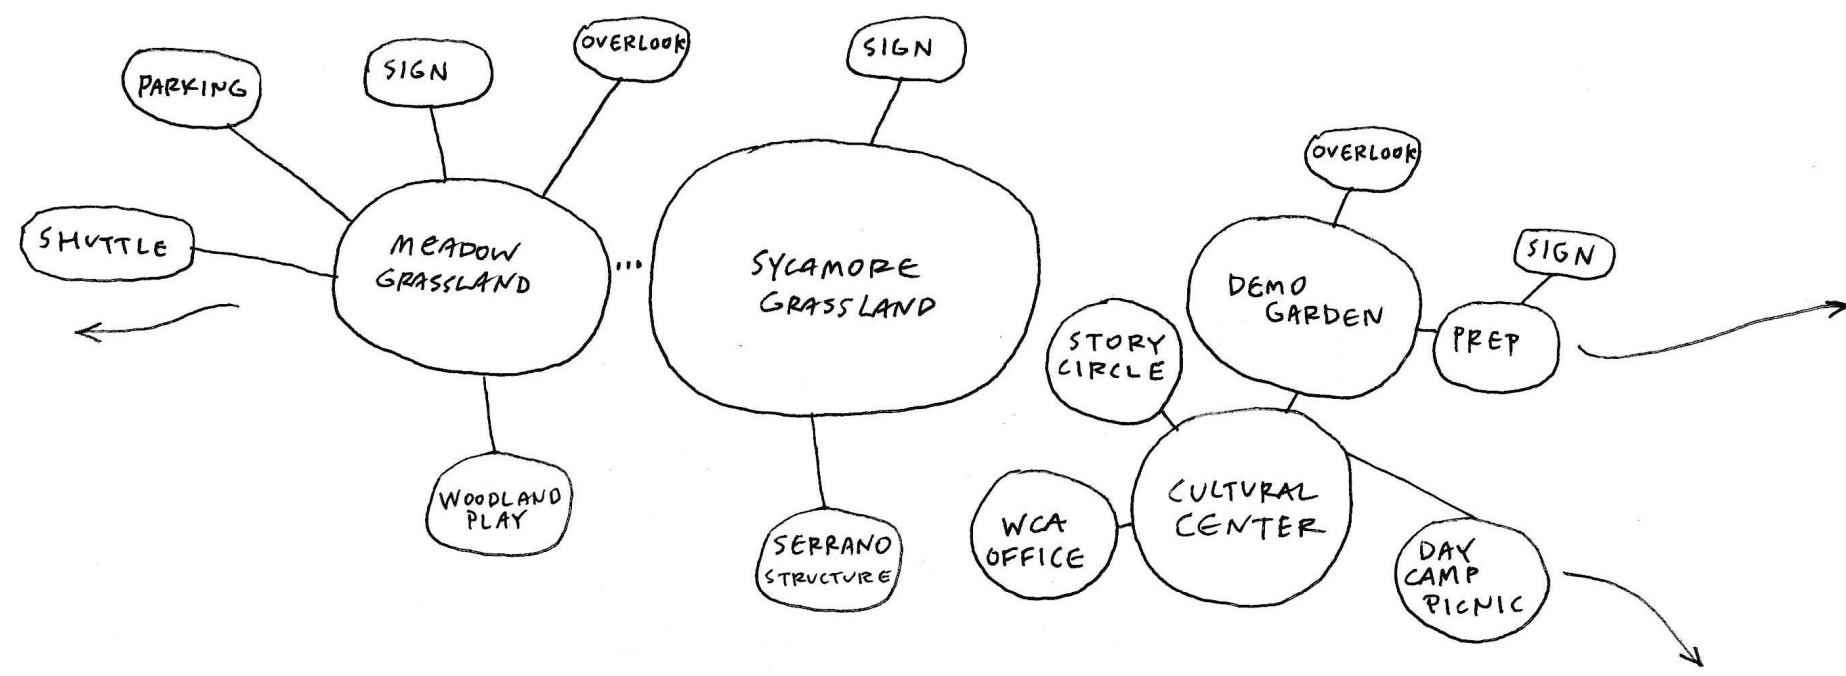 PARKING
SIGN
OVERLOOK
SIGN
SHUTTLE
MEADOW
GRASSLAND
...
SYCAMORE
GRASSLAND
WOODLAND
PLAY
SERRANO
STRUCTURE
OVERLOOK
SIGN
DEMO
GARDEN
PREP
STORY
CIRCLE
CULTURAL
CENTER
WCA
OFFICE
DAY
CAMP
PICNIC